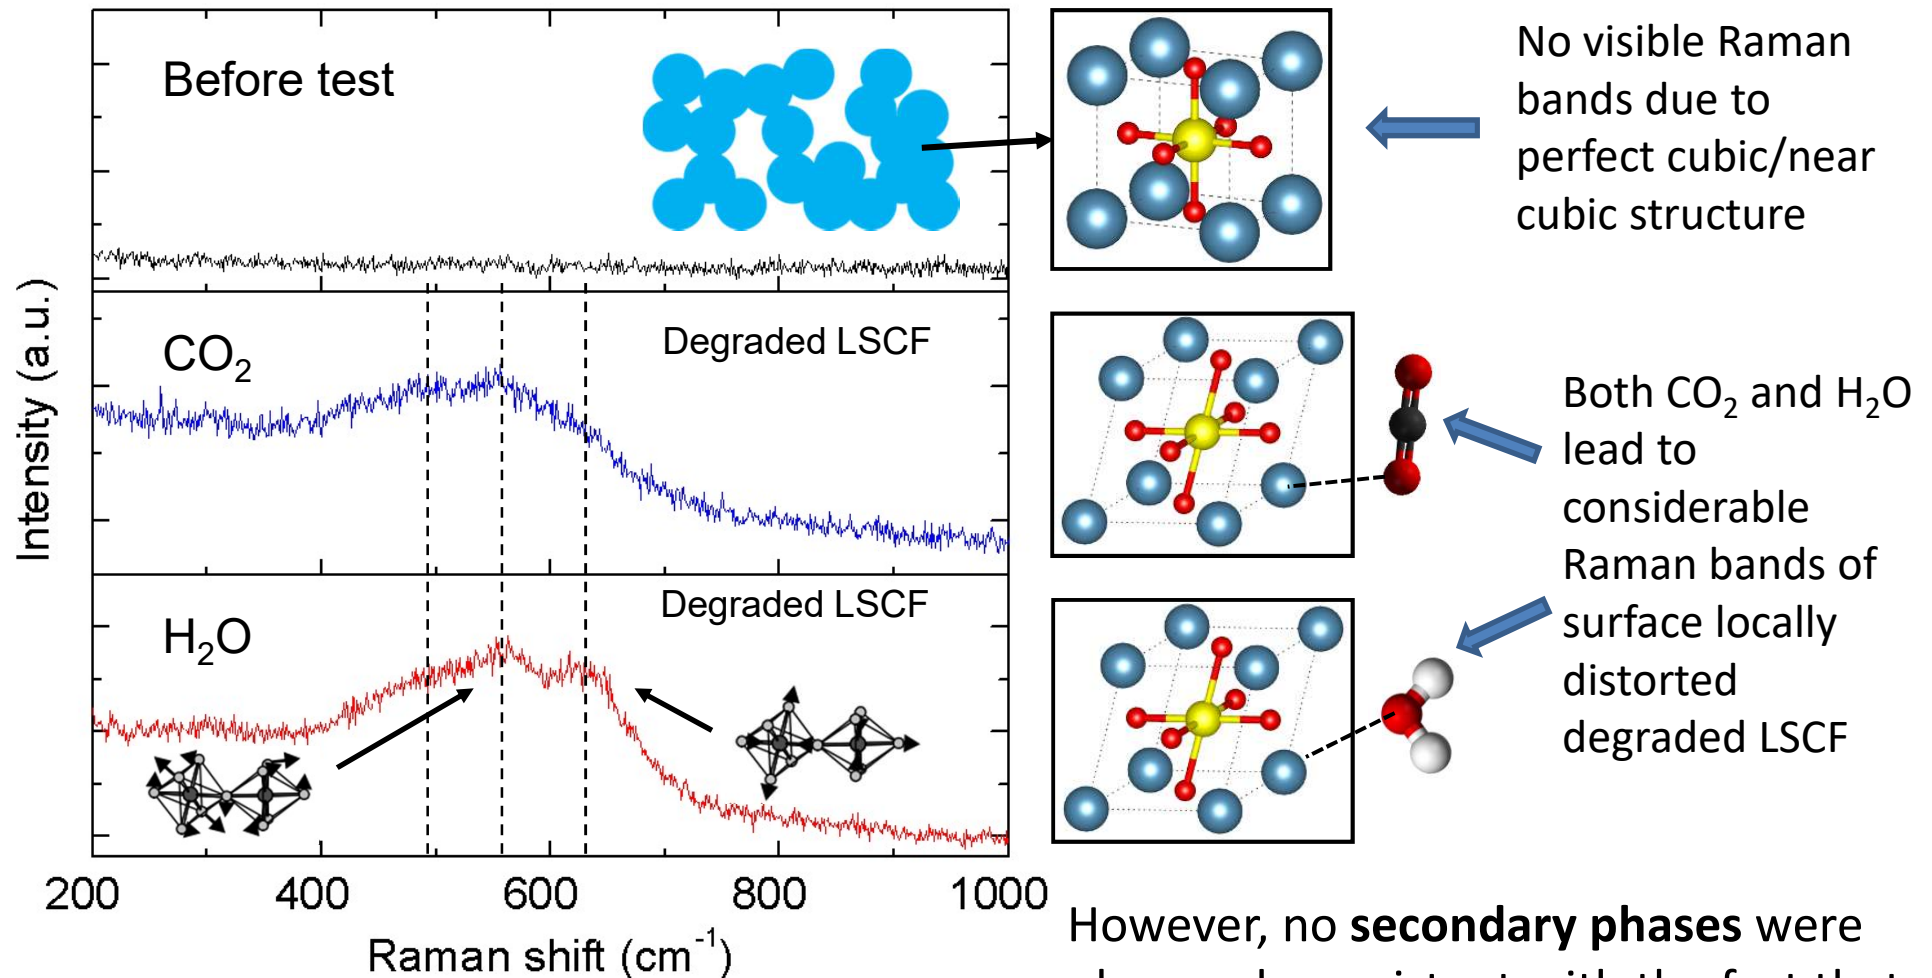 Before test
No visible Raman
bands due to
perfect cubic/near
cubic structure
Intensity (a.u.)
CO₂
Degraded LSCF
Both CO₂ and H₂O
lead to
considerable
Raman bands of
surface locally
distorted
degraded LSCF
H₂O
Degraded LSCF
200 400 600 800 1000
Raman shift (cm⁻¹)
However, no secondary phases were